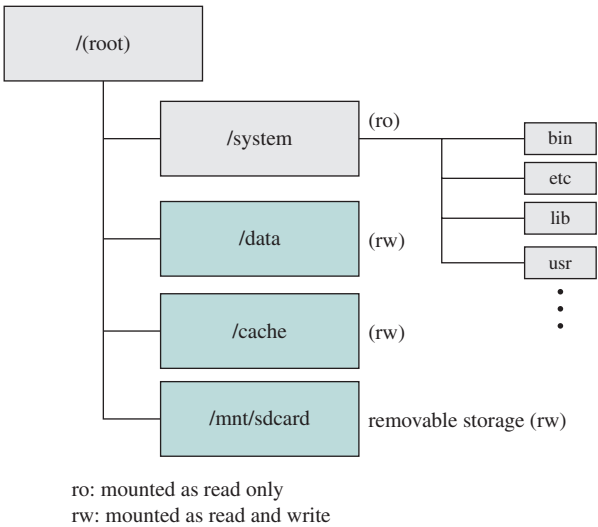 /(root)
/system
(ro)
bin
etc
lib
usr
/data
(rw)
/cache
(rw)
/mnt/sdcard
removable storage (rw)
ro: mounted as read only
rw: mounted as read and write